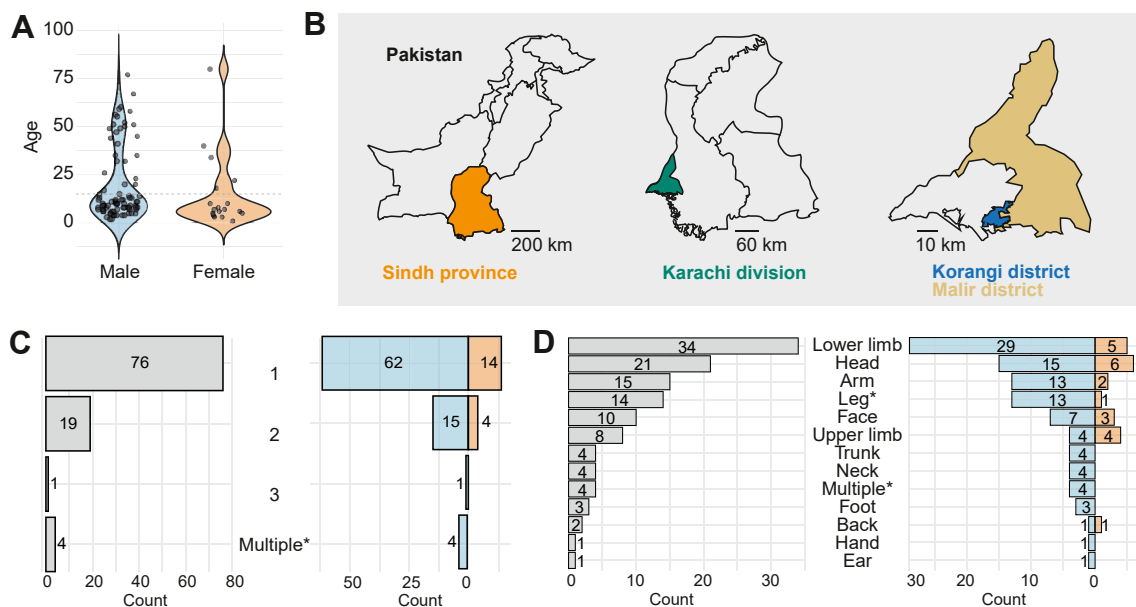 A
100
75
50
25
0
Age
Male
Female
B
Pakistan
200 km
60 km
10 km
Sindh province
Karachi division
Korangi district
Malir district
C
76
62
14
1
19
15
4
2
1
1
3
4
4
Multiple*
0
20
40
60
80
Count
50
25
0
Count
D
34
Lower limb
29
5
21
Head
15
6
15
Arm
13
2
14
Leg*
13
1
10
Face
7
3
8
Upper limb
4
4
4
Trunk
4
4
Neck
4
4
Multiple*
4
3
Foot
3
2
Back
1
1
1
Hand
1
1
Ear
1
0
10
20
30
Count
30
20
10
0
Count